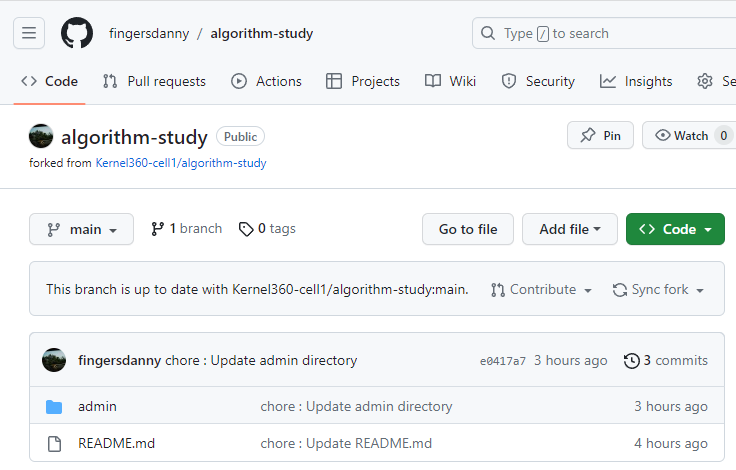 fingersdanny / algorithm-study
Type / to search
Code Pull requests Actions Projects Wiki Security Insights Se
algorithm-study Public Pin Watch 0
forked from Kernel360-cell1/algorithm-study
main 1 branch 0 tags Go to file Add file Code
This branch is up to date with Kernel360-cell1/algorithm-study:main. Contribute Sync fork
fingersdanny chore : Update admin directory e0417a7 3 hours ago 3 commits
admin chore : Update admin directory 3 hours ago
README.md chore : Update README.md 4 hours ago